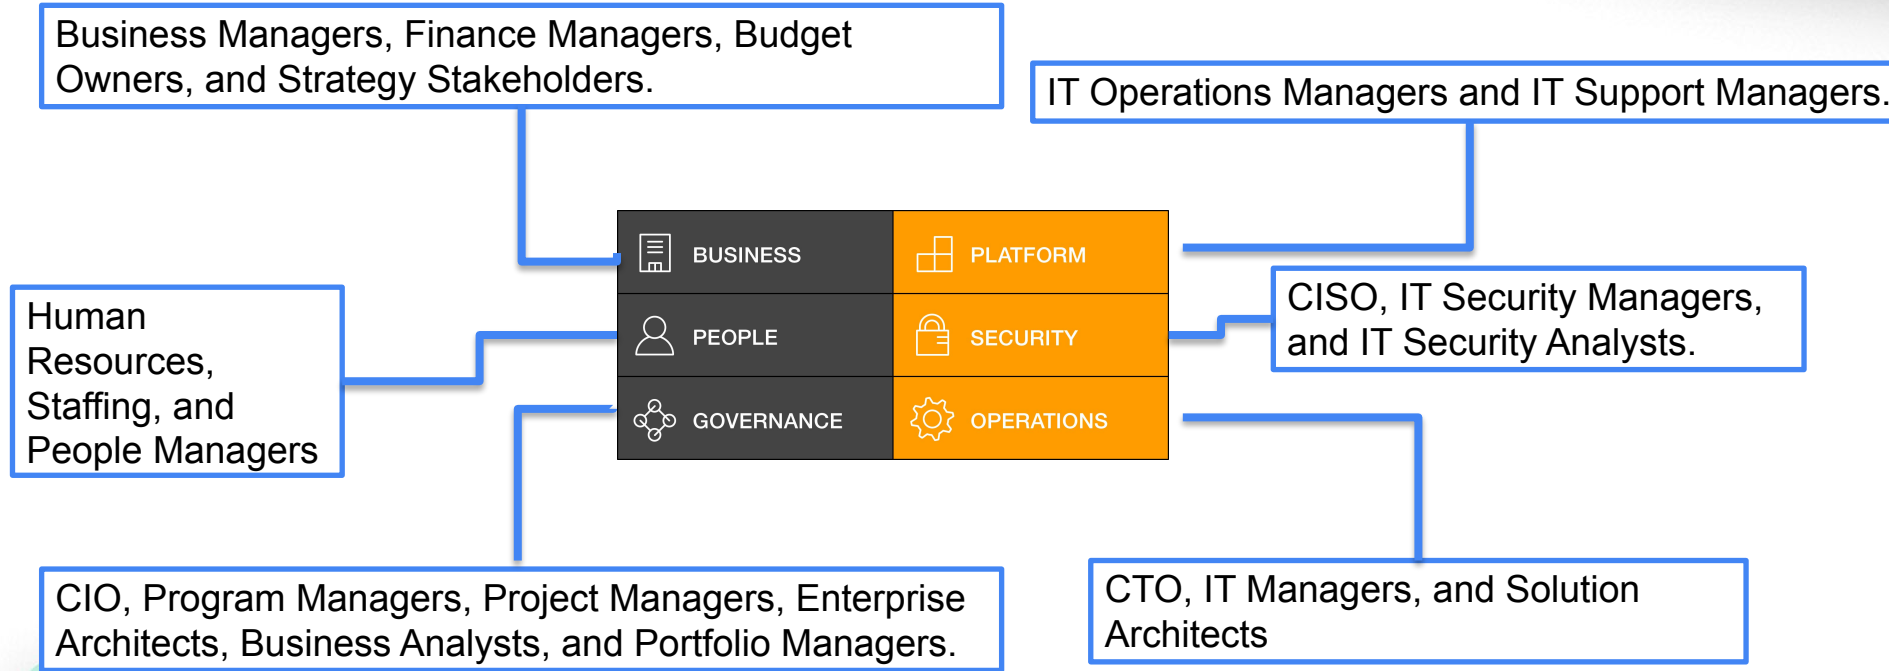 Business Managers, Finance Managers, Budget
Owners, and Strategy Stakeholders.
IT Operations Managers and IT Support Managers.
BUSINESS
PLATFORM
Human
Resources,
Staffing, and
People Managers
PEOPLE
SECURITY
CISO, IT Security Managers,
and IT Security Analysts.
GOVERNANCE
OPERATIONS
CIO, Program Managers, Project Managers, Enterprise
Architects, Business Analysts, and Portfolio Managers.
CTO, IT Managers, and Solution
Architects